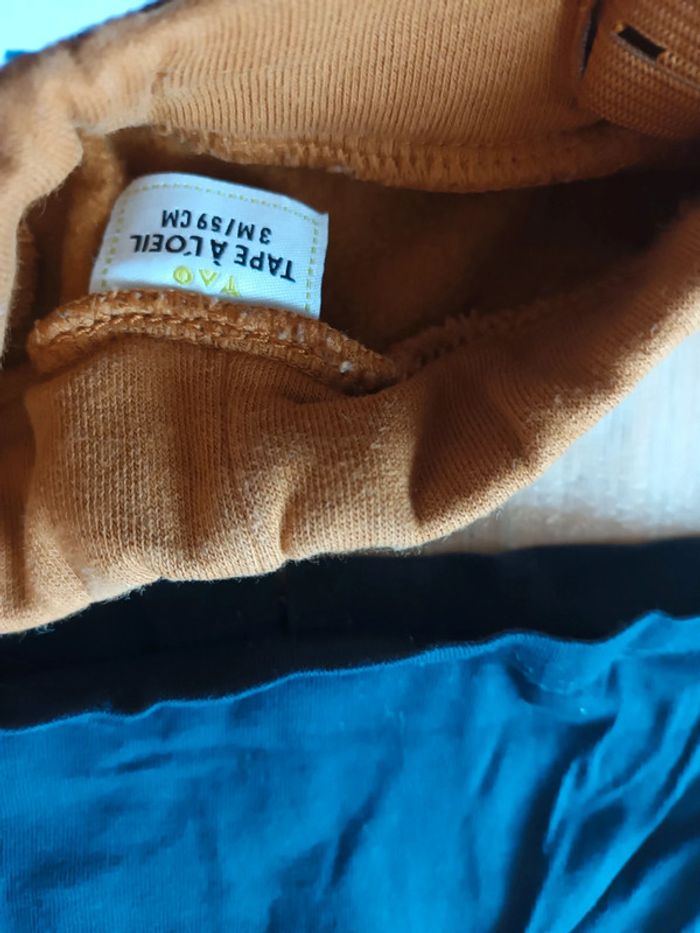 TAO
TAPE À L'OEIL
3M/59CM